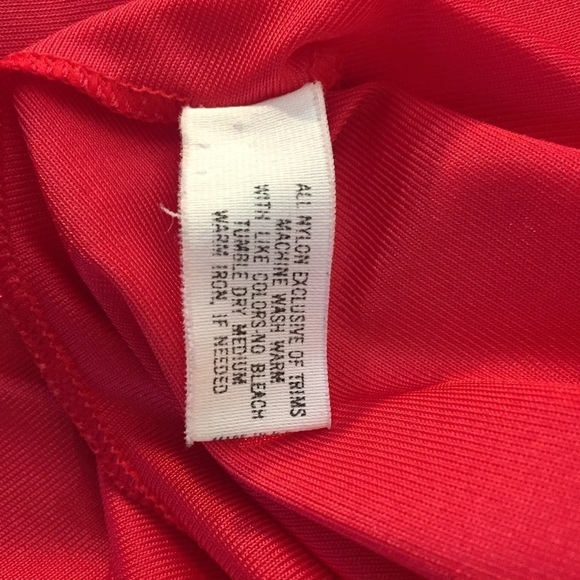 ALL NYLON EXCLUSIVE OF TRIMS
MACHINE WASH WARM
WITH LIKE COLORS-NO BLEACH
TUMBLE DRY MEDIUM
WARM IRON, IF NEEDED